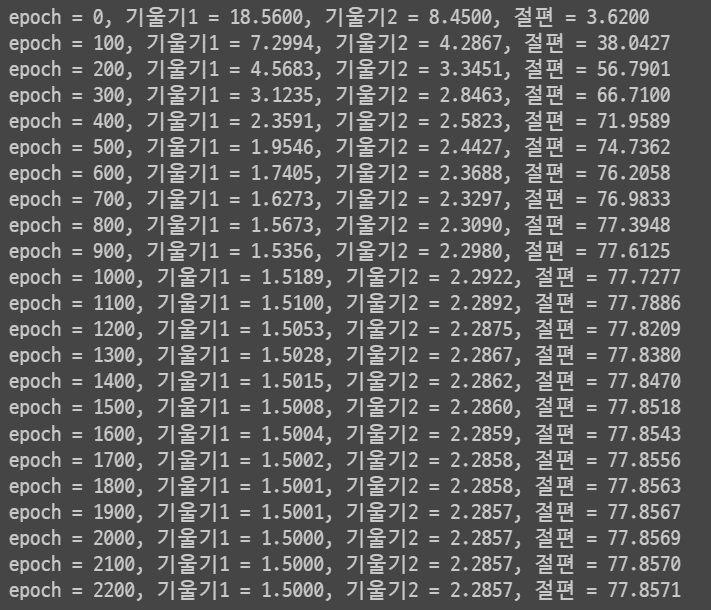 epoch = 0, 기울기1 = 18.5600, 기울기2 = 8.4500, 절편 = 3.6200
epoch = 100, 기울기1 = 7.2994, 기울기2 = 4.2867, 절편 = 38.0427
epoch = 200, 기울기1 = 4.5683, 기울기2 = 3.3451, 절편 = 56.7901
epoch = 300, 기울기1 = 3.1235, 기울기2 = 2.8463, 절편 = 66.7100
epoch = 400, 기울기1 = 2.3591, 기울기2 = 2.5823, 절편 = 71.9589
epoch = 500, 기울기1 = 1.9546, 기울기2 = 2.4427, 절편 = 74.7362
epoch = 600, 기울기1 = 1.7405, 기울기2 = 2.3688, 절편 = 76.2058
epoch = 700, 기울기1 = 1.6273, 기울기2 = 2.3297, 절편 = 76.9833
epoch = 800, 기울기1 = 1.5673, 기울기2 = 2.3090, 절편 = 77.3948
epoch = 900, 기울기1 = 1.5356, 기울기2 = 2.2980, 절편 = 77.6125
epoch = 1000, 기울기1 = 1.5189, 기울기2 = 2.2922, 절편 = 77.7277
epoch = 1100, 기울기1 = 1.5100, 기울기2 = 2.2892, 절편 = 77.7886
epoch = 1200, 기울기1 = 1.5053, 기울기2 = 2.2875, 절편 = 77.8209
epoch = 1300, 기울기1 = 1.5028, 기울기2 = 2.2867, 절편 = 77.8380
epoch = 1400, 기울기1 = 1.5015, 기울기2 = 2.2862, 절편 = 77.8470
epoch = 1500, 기울기1 = 1.5008, 기울기2 = 2.2860, 절편 = 77.8518
epoch = 1600, 기울기1 = 1.5004, 기울기2 = 2.2859, 절편 = 77.8543
epoch = 1700, 기울기1 = 1.5002, 기울기2 = 2.2858, 절편 = 77.8556
epoch = 1800, 기울기1 = 1.5001, 기울기2 = 2.2858, 절편 = 77.8563
epoch = 1900, 기울기1 = 1.5001, 기울기2 = 2.2857, 절편 = 77.8567
epoch = 2000, 기울기1 = 1.5000, 기울기2 = 2.2857, 절편 = 77.8569
epoch = 2100, 기울기1 = 1.5000, 기울기2 = 2.2857, 절편 = 77.8570
epoch = 2200, 기울기1 = 1.5000, 기울기2 = 2.2857, 절편 = 77.8571